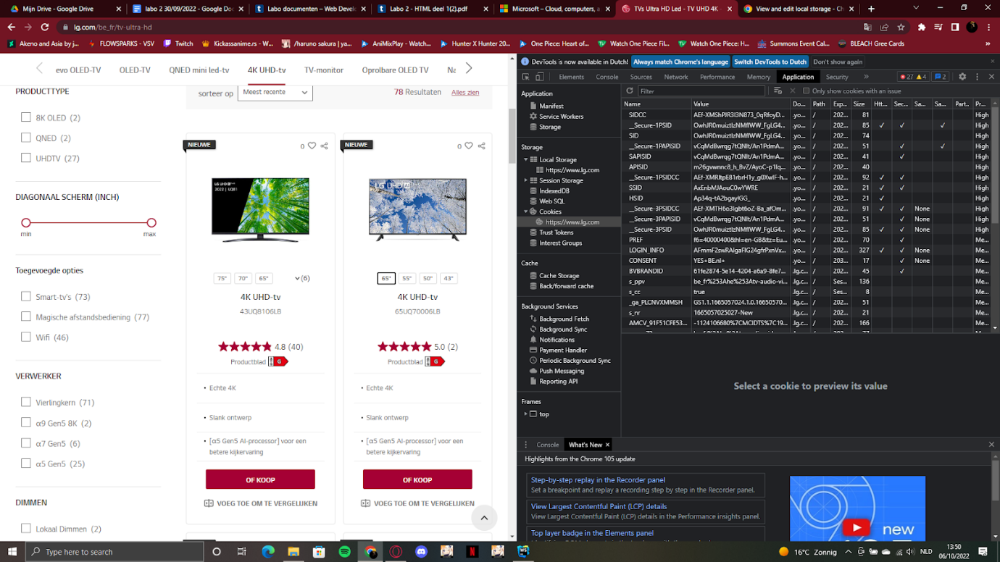 Mijn Drive - Google Drive
labo 2 30/09/2022 - Google Doc
Labo documenten – Web Devel
Labo 2 - HTML deel 1(2).pdf
Microsoft – Cloud, computers, a
TVs Ultra HD Led - TV UHD 4K -
View and edit local storage - Ch
lg.com/be_fr/tv-ultra-hd
Akeno and Asia by j...
FLOWSPARKS - VSV
Twitch
Kickassanime.rs - W...
/haruno sakura | ya...
AniMixPlay - Watch...
Hunter X Hunter 20...
One Piece: Heart of...
Watch One Piece Fil...
Watch One Piece: H...
Summons Event Cal...
BLEACH Gree Cards
evo OLED-TV
OLED-TV
QNED mini led-tv
4K UHD-tv
TV-monitor
Oprolbare OLED TV
Na
PRODUCTTYPE
8K OLED (2)
QNED (2)
UHDTV (27)
DIAGONAAL SCHERM (INCH)
min
max
Toegevoegde opties
Smart-tv's (73)
Magische afstandsbediening (77)
Wifi (46)
VERWERKER
Vierlingkern (71)
α9 Gen5 8K (2)
α7 Gen5 (6)
α5 Gen5 (25)
DIMMEN
Lokaal Dimmen (2)
sorteer op
Meest recente
78 Resultaten
Alles zien
NIEUWE
0
75"
70"
65"
(6)
4K UHD-tv
43UQ8106LB
4.8 (40)
Productblad
G
Echte 4K
Slank ontwerp
[α5 Gen5 AI-processor] voor een
betere kijkervaring
OF KOOP
VOEG TOE OM TE VERGELIJKEN
NIEUWE
0
65"
55"
50"
43"
4K UHD-tv
65UQ70006LB
5.0 (2)
Productblad
G
Echte 4K
Slank ontwerp
[α5 Gen5 AI-processor] voor een
betere kijkervaring
OF KOOP
VOEG TOE OM TE VERGELIJKEN
DevTools is now available in Dutch!
Always match Chrome's language
Switch DevTools to Dutch
Don't show again
Elements
Console
Sources
Network
Performance
Memory
Application
Security
27
4
2
Application
Manifest
Service Workers
Storage
Storage
Local Storage
https://www.lg.com
Session Storage
IndexedDB
Web SQL
Cookies
https://www.lg.com
Trust Tokens
Interest Groups
Cache
Cache Storage
Back/forward cache
Background Services
Background Fetch
Background Sync
Notifications
Payment Handler
Periodic Background Sync
Push Messaging
Reporting API
Frames
top
Filter
Only show cookies with an issue
Name Value Do... Path Exp... Size Htt... Sec... Sa... Sa... Part... Pr...
SIDCC .yo... / 202... 81 High
__Secure-1PSID .yo... / 202... 85 ✓ ✓ ✓ High
SID .yo... / 202... 74 High
__Secure-1PAPISID .yo... / 202... 51 ✓ ✓ High
SAPISID .yo... / 202... 41 ✓ High
APISID .yo... / 202... 40 High
__Secure-1PSIDCC .yo... / 202... 92 ✓ ✓ High
SSID AxEnbMJAouC0wYWRE .yo... / 202... 21 ✓ ✓ High
HSID .yo... / 202... 21 ✓ High
__Secure-3PSIDCC .yo... / 202... 91 ✓ ✓ None High
__Secure-3PAPISID .yo... / 202... 51 ✓ None High
__Secure-3PSID .yo... / 202... 85 ✓ ✓ None High
PREF f6=40000400&hl=en-GB&tz=Eu... .yo... / 202... 70 ✓ Me...
LOGIN_INFO .yo... / 202... 327 ✓ ✓ None Me...
CONSENT YES+BE.nl+ .yo... / 203... 17 ✓ None Me...
BVBRANDID 61fe2874-5e14-4204-a6a9-8fe7... .lg.c... / 202... 45 ✓ Me...
s_ppv be_fr%253Ahe%253Atv-audio-vi... .lg.c... / Ses... 136 Me...
s_cc true .lg.c... / Ses... 8 Me...
_ga_PLCNVXMMSH GS1.1.1665057024.1.0.16650570... .lg.c... / 202... 51 Me...
s_nr 1665057025027-New .lg.c... / 202... 21 Me...
AMCV_91F51CFE53... -1124106680%7CMCIDTS%7C19... .lg.c... / 202... 166 Me...
Select a cookie to preview its value
Console
What's New
Highlights from the Chrome 105 update
Step-by-step replay in the Recorder panel
Set a breakpoint and replay a recording step by step in the Recorder panel.
View Largest Contentful Paint (LCP) details
View Largest Contentful Paint (LCP) details in the Performance insights panel.
Top layer badge in the Elements panel
new
Type here to search
16°C Zonnig
NLD
13:50
06/10/2022